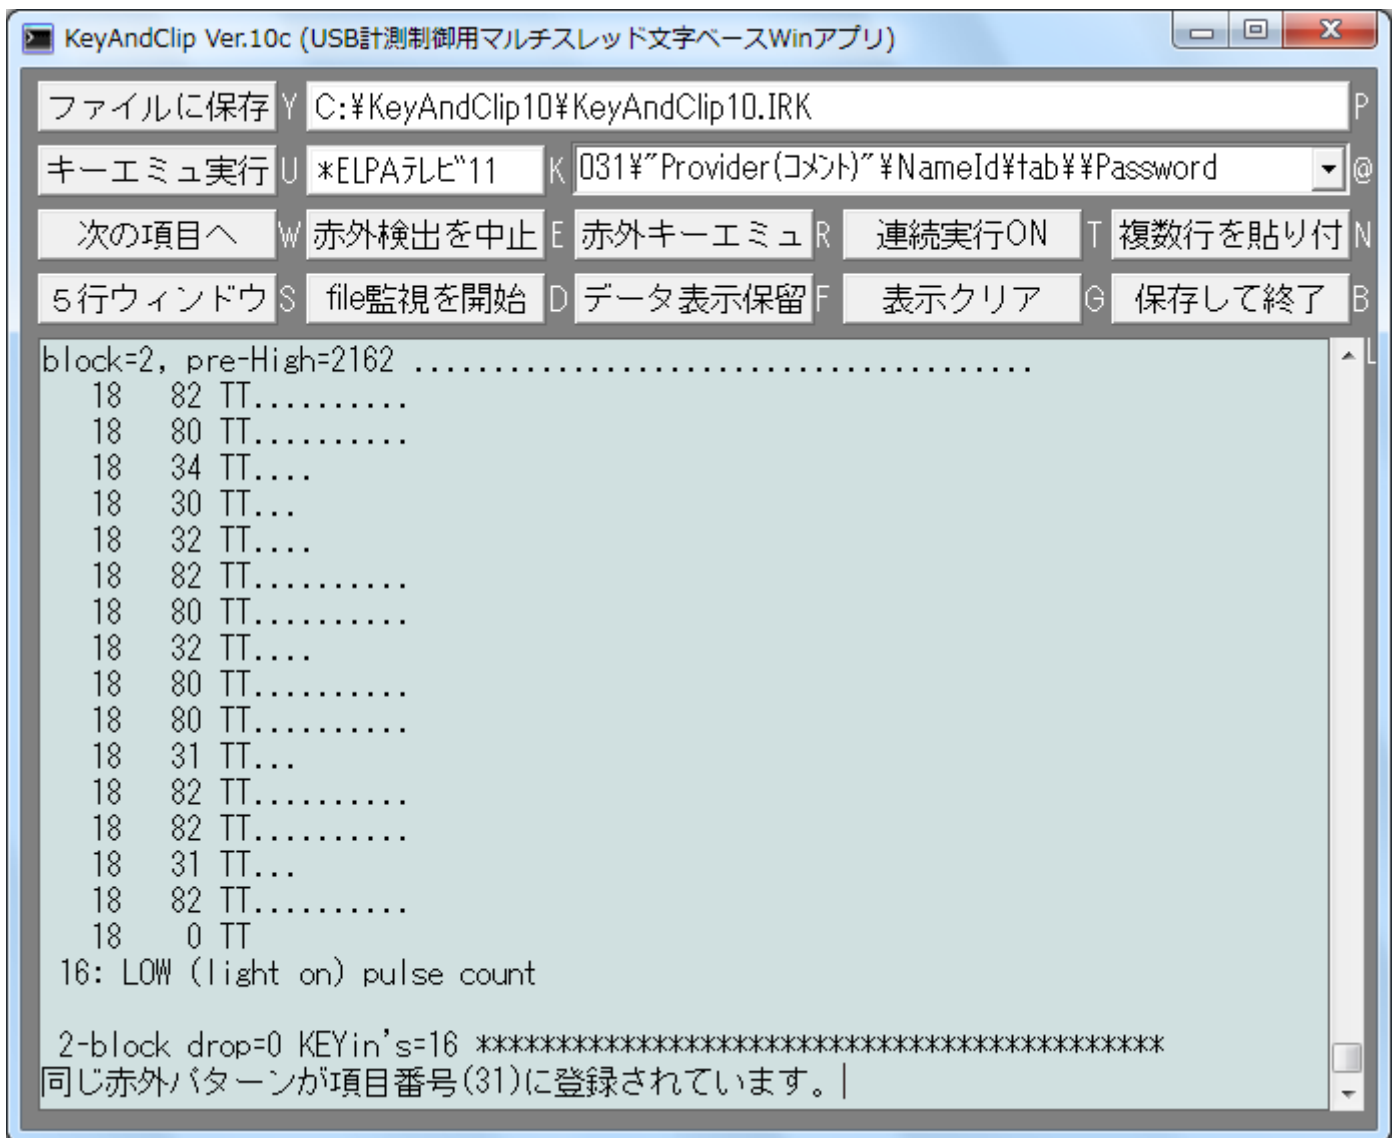 KeyAndClip Ver.10c (USB計測制御用マルチスレッド文字ベースWinアプリ)
ファイルに保存 Y C:¥KeyAndClip10¥KeyAndClip10.IRK P
キーエミュ実行 U *ELPAﾃﾚﾋﾞ11 K 031¥"Provider(ｺﾒﾝﾄ)"¥NameId¥tab¥¥Password @
次の項目へ W 赤外検出を中止 E 赤外キーエミュ R 連続実行ON T 複数行を貼り付 N
５行ウィンドウ S file監視を開始 D データ表示保留 F 表示クリア G 保存して終了 B
L
block=2, pre-High=2162 .......................................
18 82 TT..........
18 80 TT..........
18 34 TT....
18 30 TT...
18 32 TT....
18 82 TT..........
18 80 TT..........
18 32 TT....
18 80 TT..........
18 80 TT..........
18 31 TT...
18 82 TT..........
18 82 TT..........
18 31 TT...
18 82 TT..........
18 0 TT
16: LOW (light on) pulse count
2-block drop=0 KEYin's=16 *******************************************
同じ赤外パターンが項目番号(31)に登録されています。